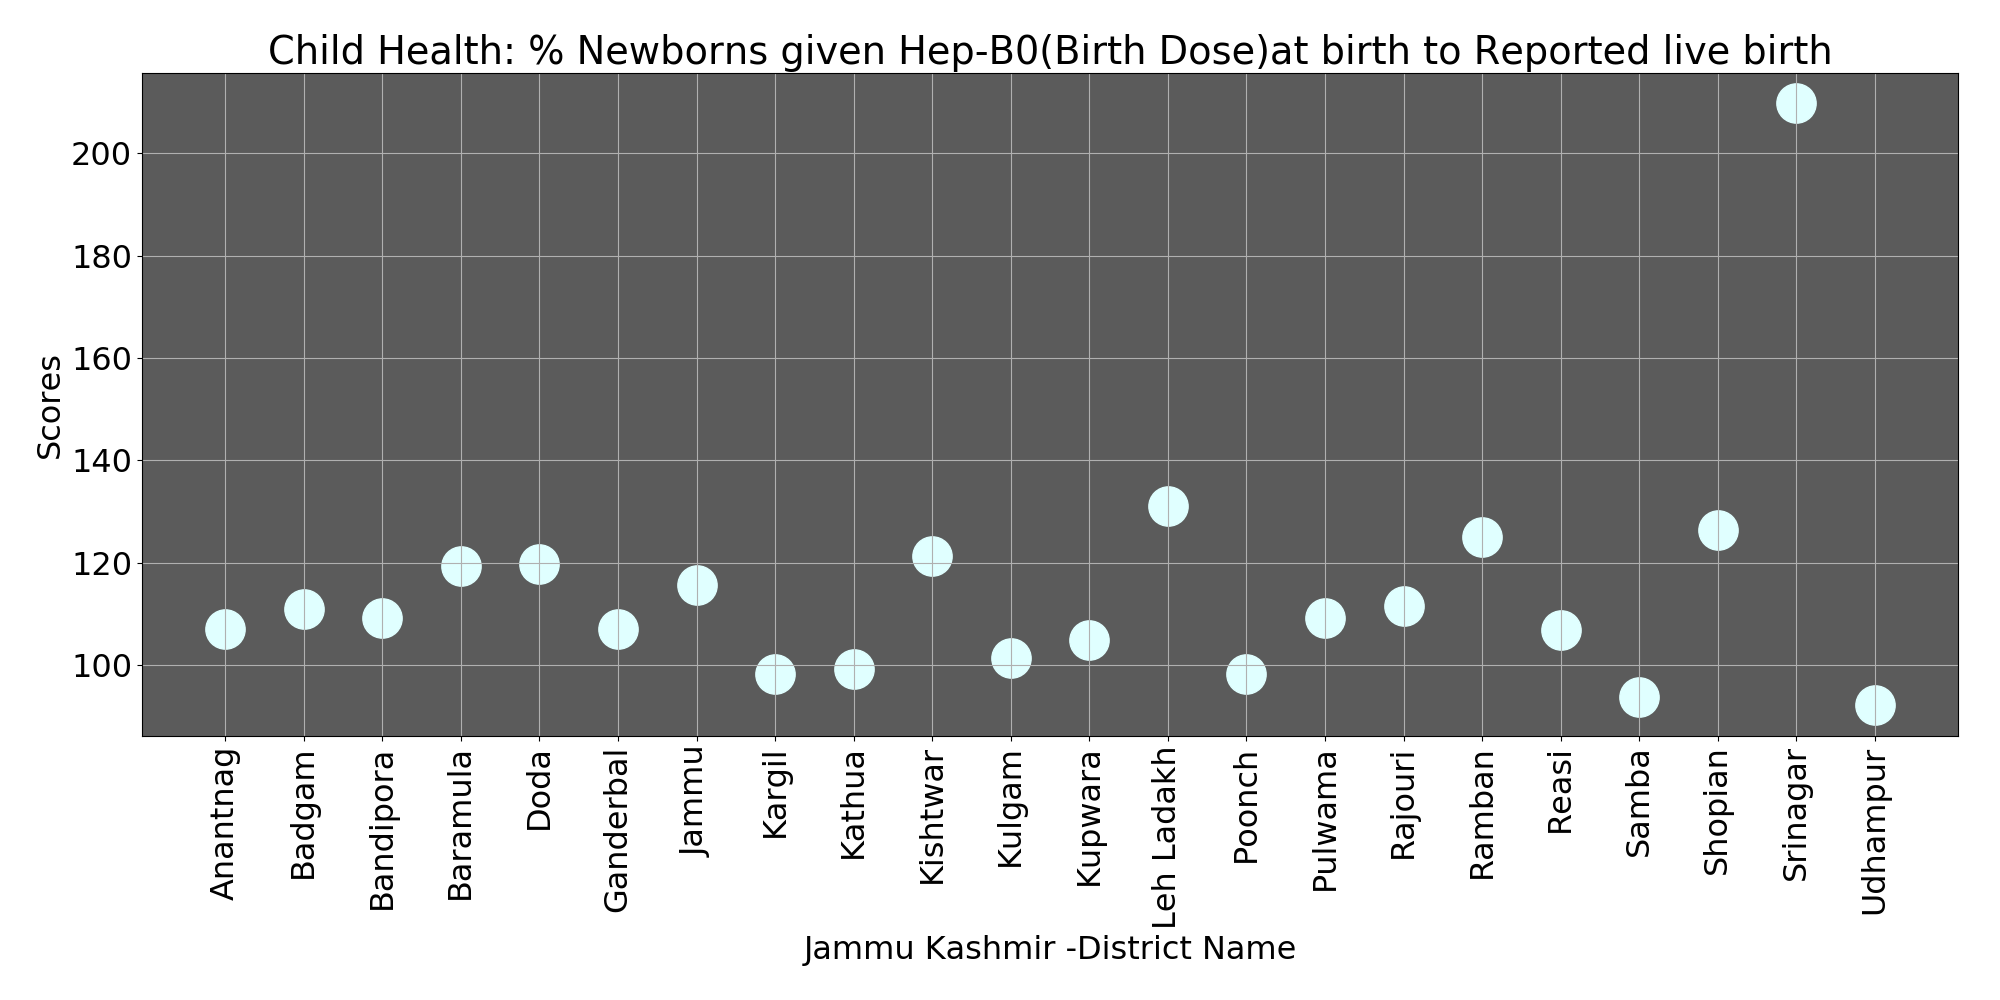 Child Health: % Newborns given Hep-B0(Birth Dose)at birth to Reported live birth
Scores
200
180
160
140
120
100
Anantnag
Badgam
Bandipora
Baramula
Doda
Ganderbal
Jammu
Kargil
Kathua
Kishtwar
Kulgam
Kupwara
Leh Ladakh
Poonch
Pulwama
Rajouri
Ramban
Reasi
Samba
Shopian
Srinagar
Udhampur
Jammu Kashmir -District Name